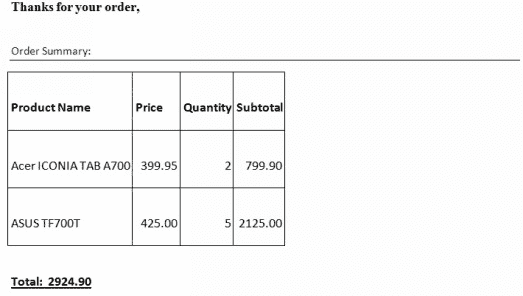 Thanks for your order,
Order Summary:
Product Name Price Quantity Subtotal
Acer ICONIA TAB A700 399.95 2 799.90
ASUS TF700T 425.00 5 2125.00
Total: 2924.90